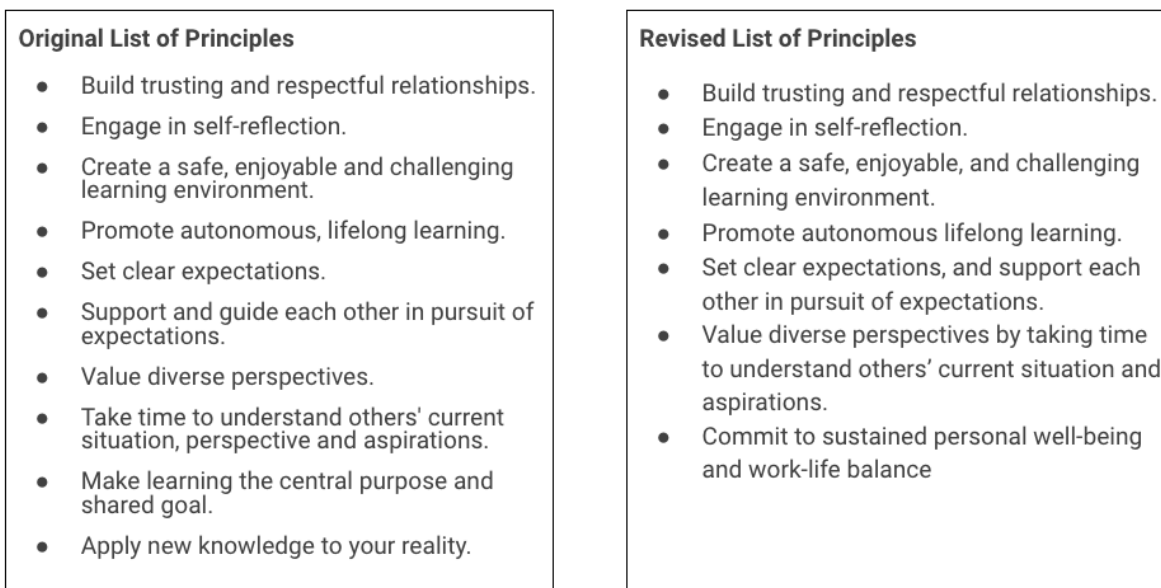 Original List of Principles
● Build trusting and respectful relationships.
● Engage in self-reflection.
● Create a safe, enjoyable and challenging
learning environment.
● Promote autonomous, lifelong learning.
● Set clear expectations.
● Support and guide each other in pursuit of
expectations.
● Value diverse perspectives.
● Take time to understand others' current
situation, perspective and aspirations.
● Make learning the central purpose and
shared goal.
● Apply new knowledge to your reality.
Revised List of Principles
● Build trusting and respectful relationships.
● Engage in self-reflection.
● Create a safe, enjoyable, and challenging
learning environment.
● Promote autonomous lifelong learning.
● Set clear expectations, and support each
other in pursuit of expectations.
● Value diverse perspectives by taking time
to understand others’ current situation and
aspirations.
● Commit to sustained personal well-being
and work-life balance